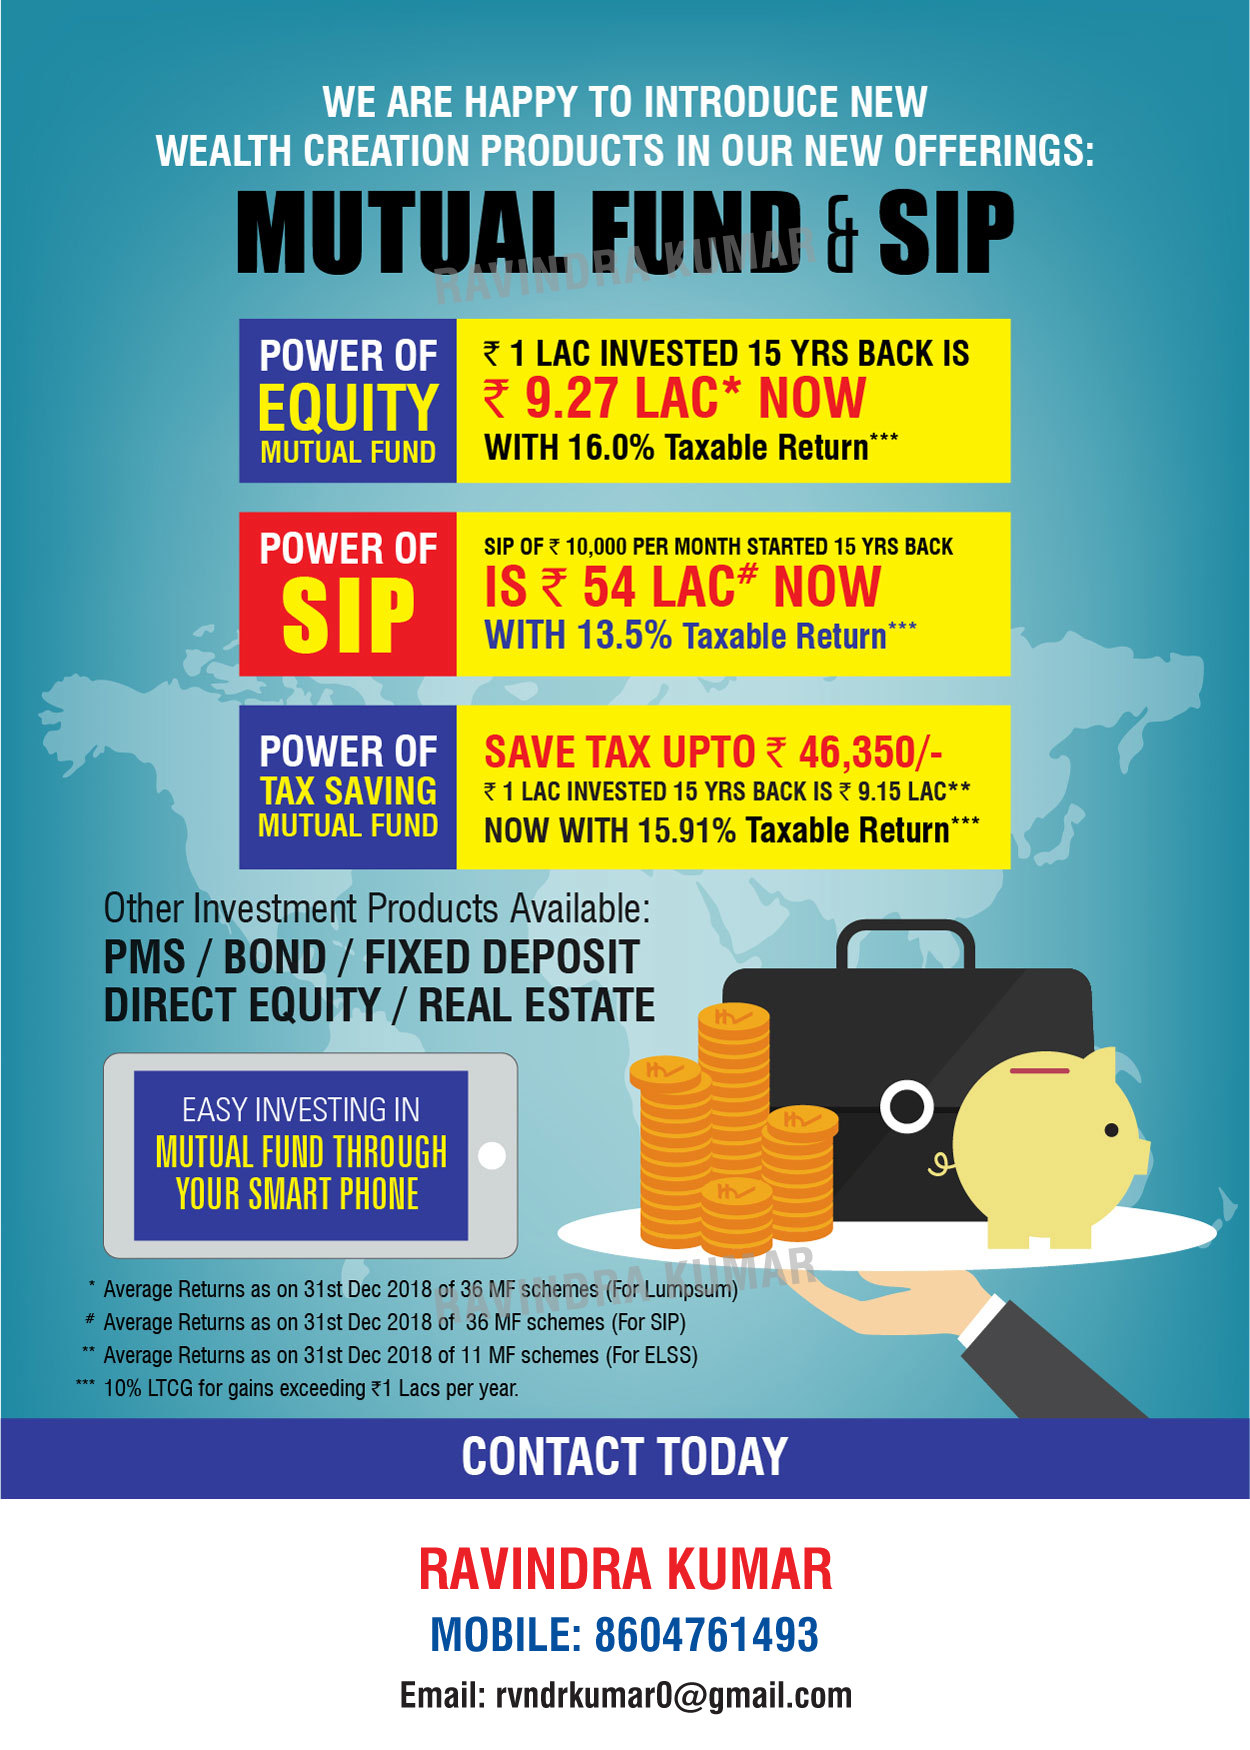 WE ARE HAPPY TO INTRODUCE NEW
WEALTH CREATION PRODUCTS IN OUR NEW OFFERINGS:
MUTUAL FUND & SIP
RAVINDRA KUMAR
POWER OF
EQUITY
MUTUAL FUND
₹ 1 LAC INVESTED 15 YRS BACK IS
₹ 9.27 LAC* NOW
WITH 16.0% Taxable Return***
POWER OF
SIP
SIP OF ₹ 10,000 PER MONTH STARTED 15 YRS BACK
IS ₹ 54 LAC# NOW
WITH 13.5% Taxable Return***
POWER OF
TAX SAVING
MUTUAL FUND
SAVE TAX UPTO ₹ 46,350/-
₹ 1 LAC INVESTED 15 YRS BACK IS ₹ 9.15 LAC**
NOW WITH 15.91% Taxable Return***
Other Investment Products Available:
PMS / BOND / FIXED DEPOSIT
DIRECT EQUITY / REAL ESTATE
EASY INVESTING IN
MUTUAL FUND THROUGH
YOUR SMART PHONE
RAVINDRA KUMAR
* Average Returns as on 31st Dec 2018 of 36 MF schemes (For Lumpsum)
# Average Returns as on 31st Dec 2018 of 36 MF schemes (For SIP)
** Average Returns as on 31st Dec 2018 of 11 MF schemes (For ELSS)
*** 10% LTCG for gains exceeding ₹1 Lacs per year.
CONTACT TODAY
RAVINDRA KUMAR
MOBILE: 8604761493
Email: rvndrkumar0@gmail.com